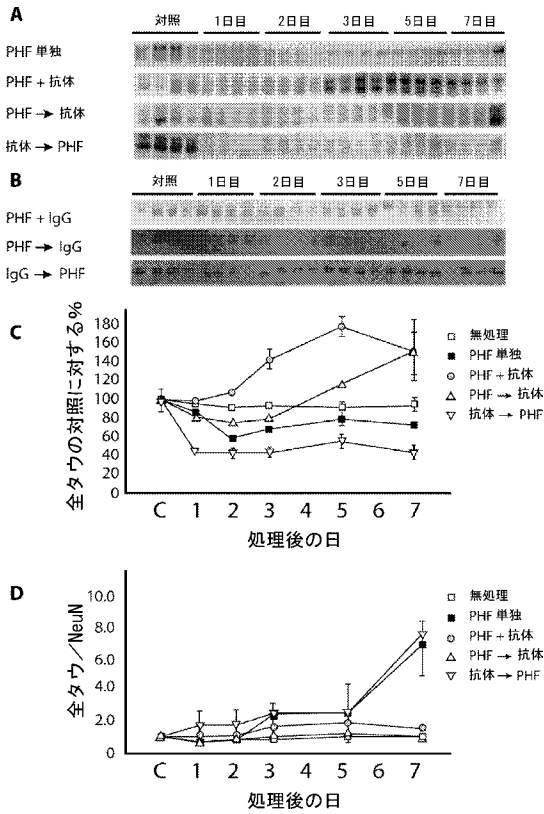 A
対照 1日目 2日目 3日目 5日目 7日目
PHF 単独
PHF + 抗体
PHF → 抗体
抗体 → PHF
B
対照 1日目 2日目 3日目 5日目 7日目
PHF + IgG
PHF → IgG
IgG → PHF
C
全タウの対照に対する%
180
160
140
120
100
80
60
40
20
0
C 1 2 3 4 5 6 7
処理後の日
無処理
PHF 単独
PHF + 抗体
PHF → 抗体
抗体 → PHF
D
全タウ/NeuN
10.0
8.0
6.0
4.0
2.0
0
C 1 2 3 4 5 6 7
処理後の日
無処理
PHF 単独
PHF + 抗体
PHF → 抗体
抗体 → PHF